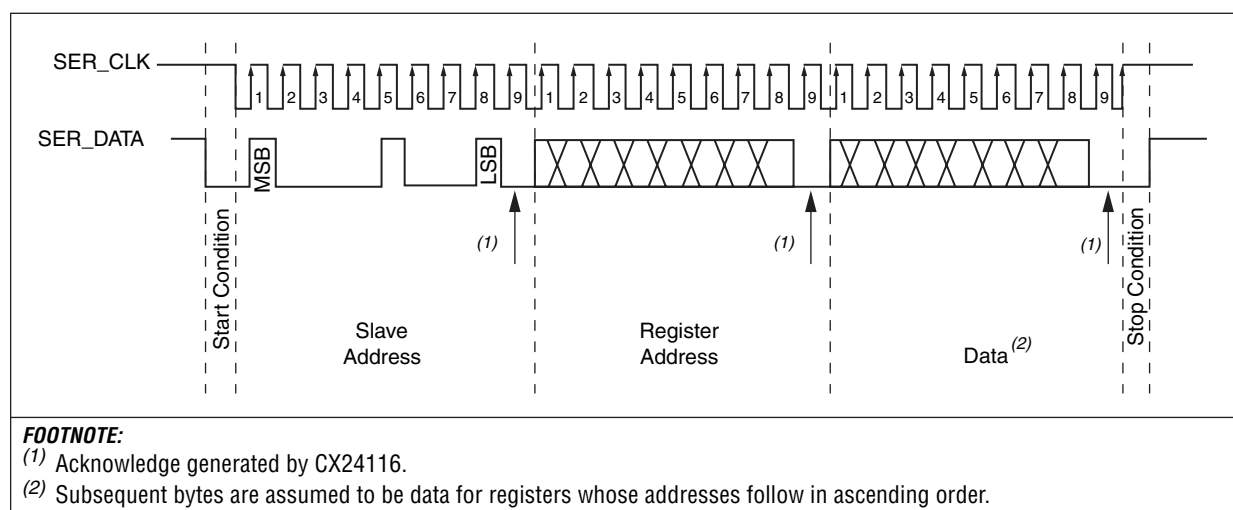 SER_CLK
1 2 3 4 5 6 7 8 9 1 2 3 4 5 6 7 8 9 1 2 3 4 5 6 7 8 9
SER_DATA
MSB
LSB
(1)
(1)
(1)
Start Condition
Slave
Address
Register
Address
Data (2)
Stop Condition
FOOTNOTE:
(1) Acknowledge generated by CX24116.
(2) Subsequent bytes are assumed to be data for registers whose addresses follow in ascending order.